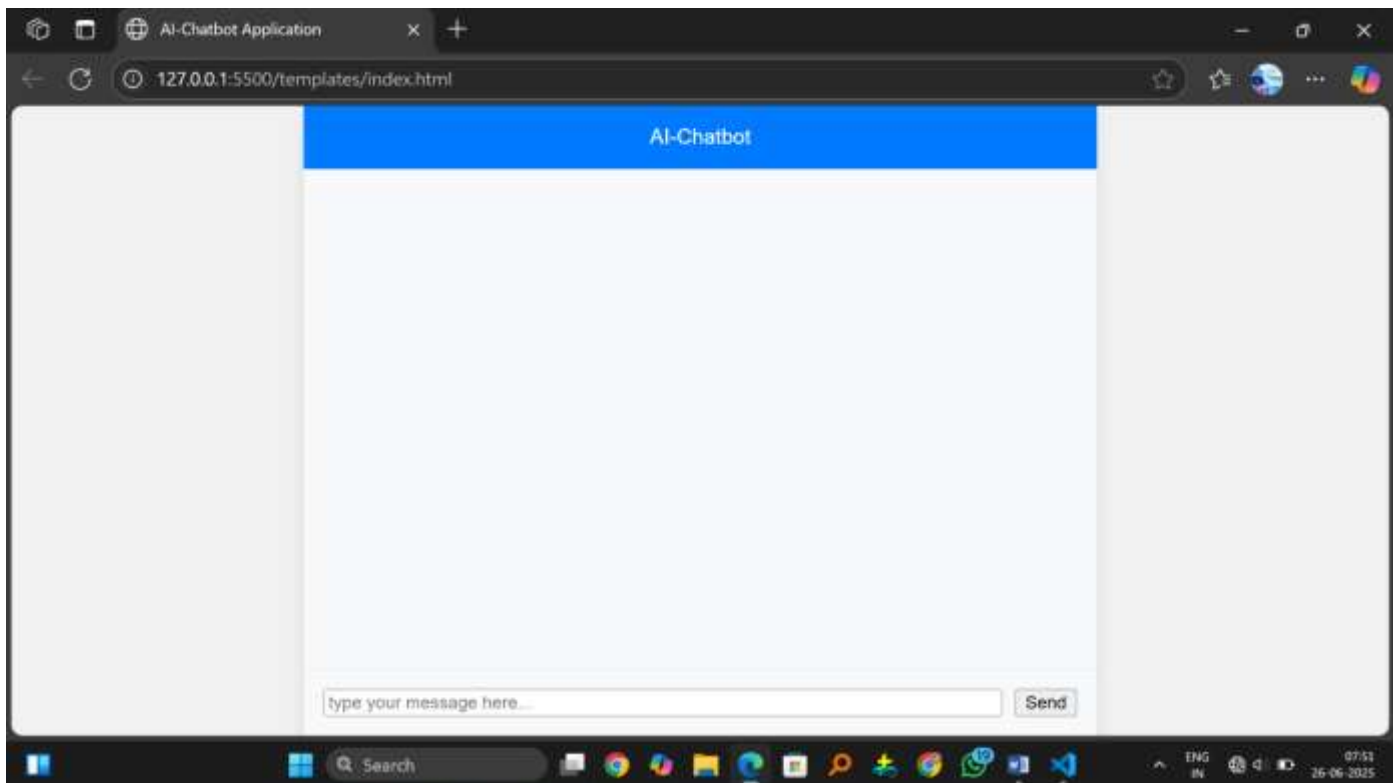 AI-Chatbot Application
127.0.0.1:5500/templates/index.html
AI-Chatbot
type your message here...
Send
Search
ENG
IN
07:53
26-06-2025